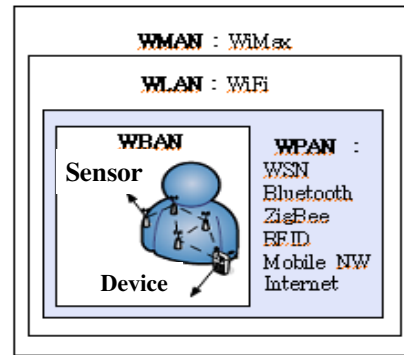 WMAN : WiMax
WLAN : WiFi
WBAN
Sensor
Device
WPAN :
WSN
Bluetooth
ZigBee
RFID
Mobile NW
Internet